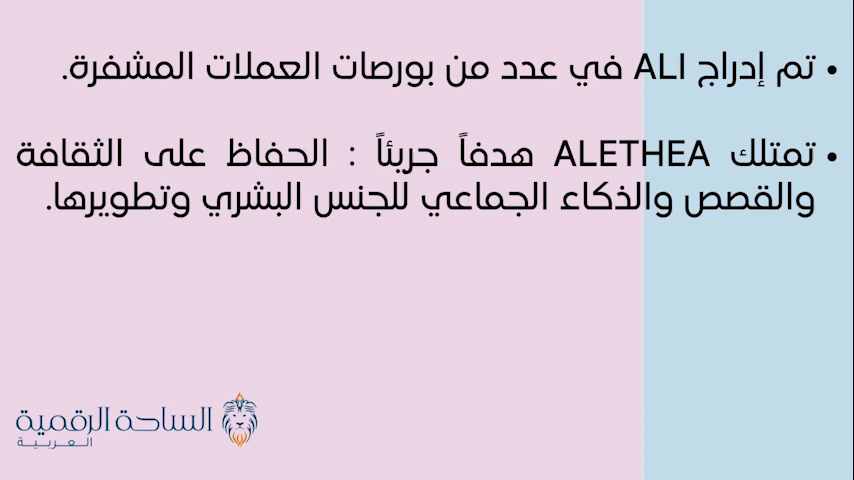 • تم إدراج ALI في عدد من بورصات العملات المشفرة.
• تمتلك ALETHEA هدفاً جريئاً : الحفاظ على الثقافة
والقصص والذكاء الجماعي للجنس البشري وتطويرها.
الساحة الرقمية
العربية